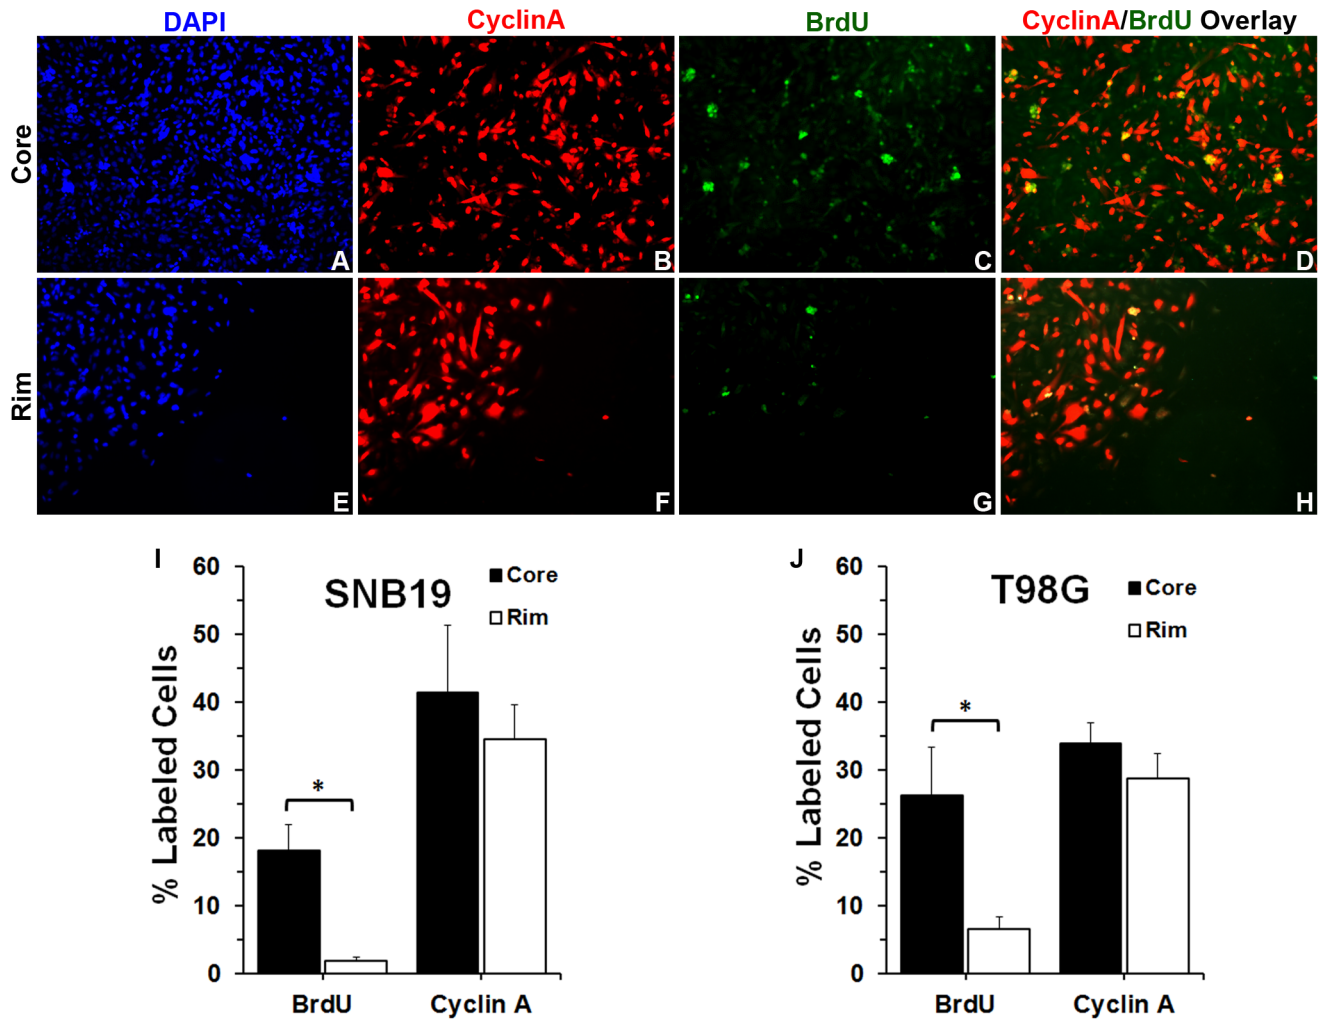 DAPI CyclinA BrdU CyclinA/BrdU Overlay
Core
A B C D
Rim
E F G H
I
SNB19
Core
Rim
% Labeled Cells
60
50
40
30
20
10
0
*
BrdU Cyclin A
J
T98G
Core
Rim
% Labeled Cells
60
50
40
30
20
10
0
*
BrdU Cyclin A